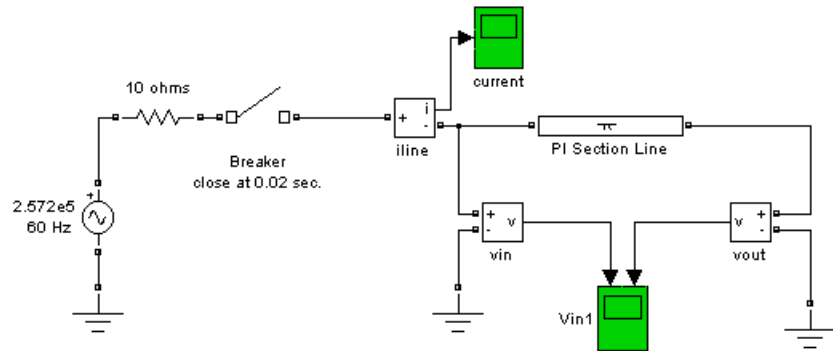 current
10 ohms
+
i
-
iline
Breaker
close at 0.02 sec.
PI Section Line
2.572e5
60 Hz
+
+
-
v
vin
v
+
-
vout
Vin1